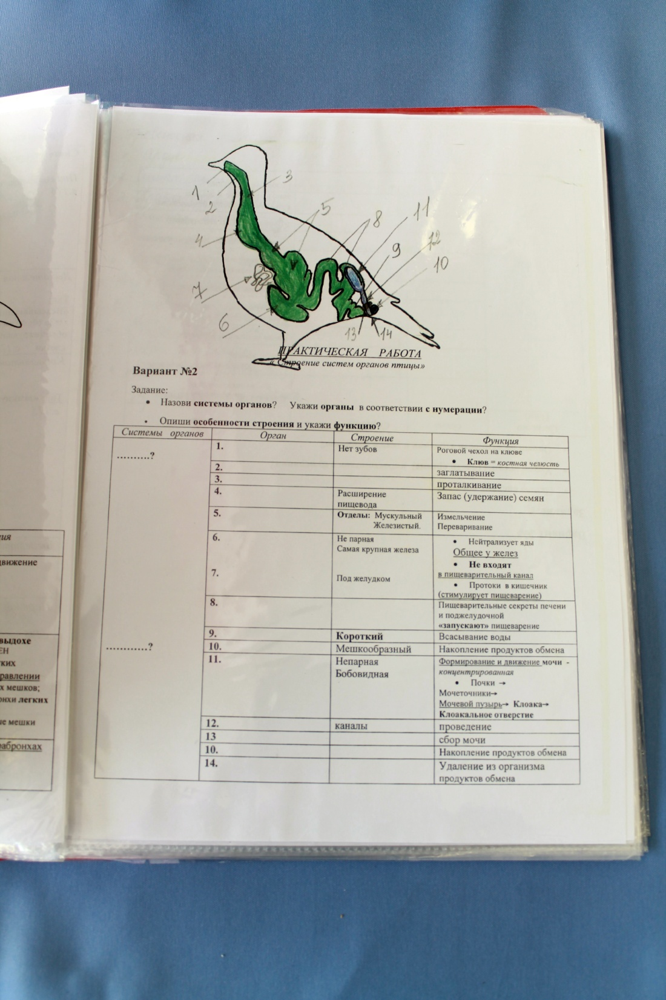 1
2
3
4
5
8
11
12
9
10
7
6
13
14
ПРАКТИЧЕСКАЯ РАБОТА
« Строение систем органов птицы»
Вариант №2
Задание:
• Назови системы органов? Укажи органы в соответствии с нумерации?
• Опиши особенности строения и укажи функцию?
Системы органов Орган Строение Функция
..........? 1. Нет зубов Роговой чехол на клюве
• Клюв = костная челюсть
2. заглатывание
3. проталкивание
4. Расширение Запас (удержание) семян
пищевода
5. Отделы: Мускульный Измельчение
Железистый. Переваривание
6. Не парная • Нейтрализует яды
Самая крупная железа Общее у желез
• Не входят
7. Под желудком в пищеварительный канал
• Протоки в кишечник
(стимулирует пищеварение)
8. Пищеварительные секреты печени
и поджелудочной
«запускают» пищеварение
9. Короткий Всасывание воды
............? 10. Мешкообразный Накопление продуктов обмена
11. Непарная Формирование и движение мочи -
Бобовидная концентрированная
• Почки →
Мочеточники→
Мочевой пузырь→ Клоака→
Клоакальное отверстие
12. каналы проведение
13 сбор мочи
10. Накопление продуктов обмена
14. Удаление из организма
продуктов обмена
ия
движение
выдохе
ЕН
гких
равлении
х мешков;
онхи легких
ые мешки
рабронхах